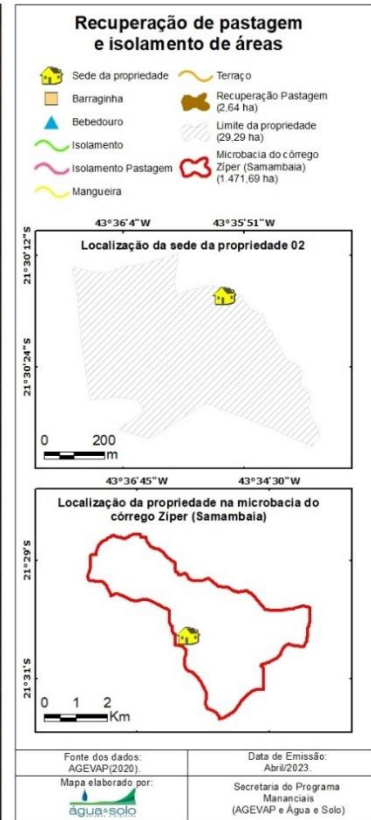 Recuperação de pastagem
e isolamento de áreas
Sede da propriedade
Barraginha
Bebedouro
Isolamento
Isolamento Pastagem
Mangueira
Terraço
Recuperação Pastagem
(2,64 ha)
Limite da propriedade
(29,29 ha)
Microbacia do córrego
Zíper (Samambaia)
(1.471,69 ha)
43°36'4"W 43°35'51"W
Localização da sede da propriedade 02
21°30'12"S
21°30'24"S
0 200
m
43°36'45"W 43°34'30"W
Localização da propriedade na microbacia do
córrego Zíper (Samambaia)
21°29'S
21°31'S
0 1 2
Km
Fonte dos dados:
AGEVAP(2020).
Data de Emissão:
Abril/2023.
Mapa elaborado por:
água&solo
Secretaria do Programa
Mananciais
(AGEVAP e Água e Solo)